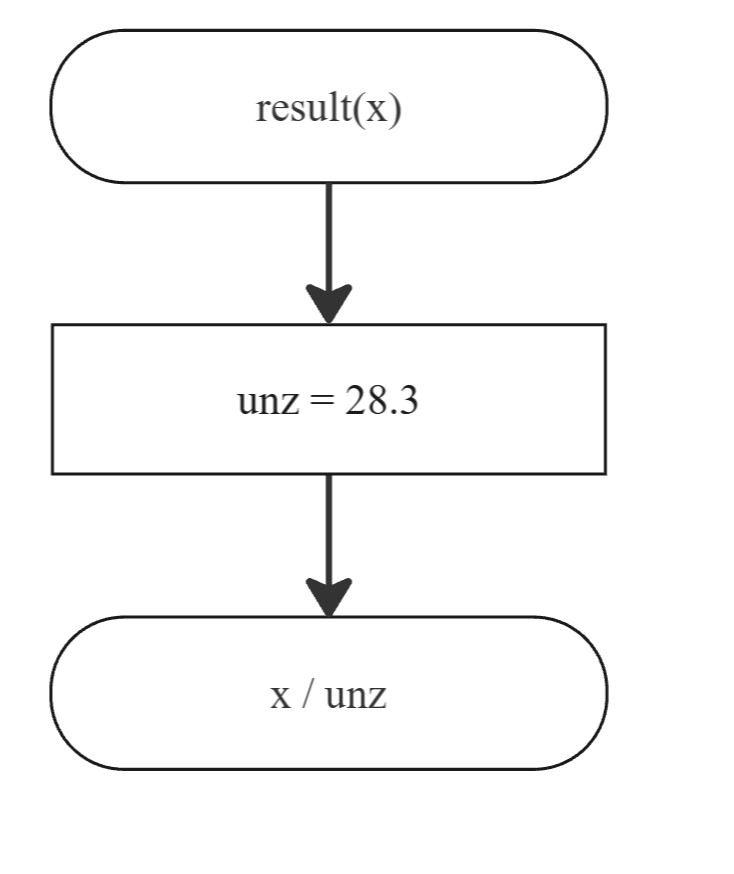 result(x)
unz = 28.3
x / unz